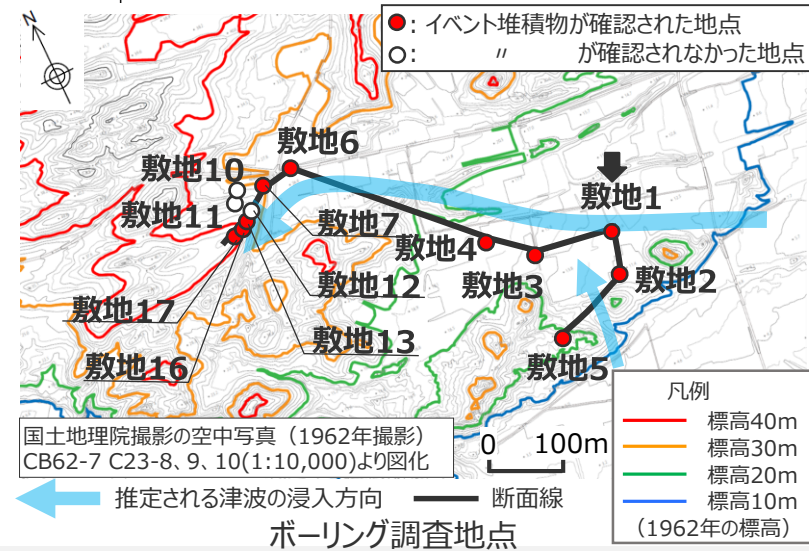 N
●：イベント堆積物が確認された地点
○：　〃　が確認されなかった地点
敷地6
敷地10
敷地1
敷地11
敷地7
敷地4
敷地3
敷地2
敷地12
敷地17
敷地13
敷地16
敷地5
国土地理院撮影の空中写真（1962年撮影）
CB62-7 C23-8、9、10(1:10,000)より図化
0 100m
凡例
標高40m
標高30m
標高20m
標高10m
（1962年の標高）
推定される津波の浸入方向
断面線
ボーリング調査地点